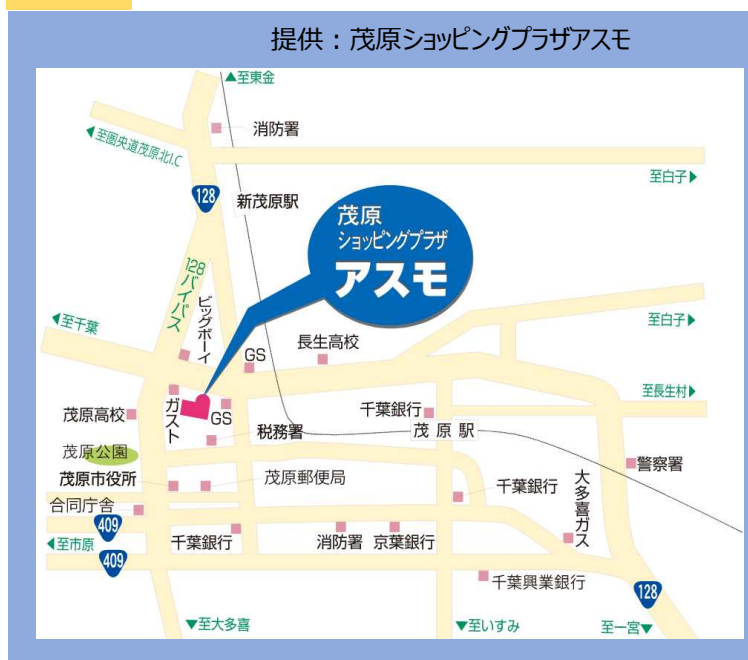 提供：茂原ショッピングプラザアスモ
▲至東金
消防署
◀至圏央道茂原北I.C
至白子▶
128
新茂原駅
茂原
ショッピングプラザ
アスモ
128バイパス
ビッグボーイ
◀至千葉
至白子▶
長生高校
GS
至長生村▶
ガスト
GS
千葉銀行
茂原高校
税務署
茂原駅
茂原公園
警察署
茂原市役所
茂原郵便局
千葉銀行
大多喜ガス
合同庁舎
409
千葉銀行
消防署
京葉銀行
◀至市原
409
千葉興業銀行
128
▼至大多喜
▼至いすみ
至一宮▼